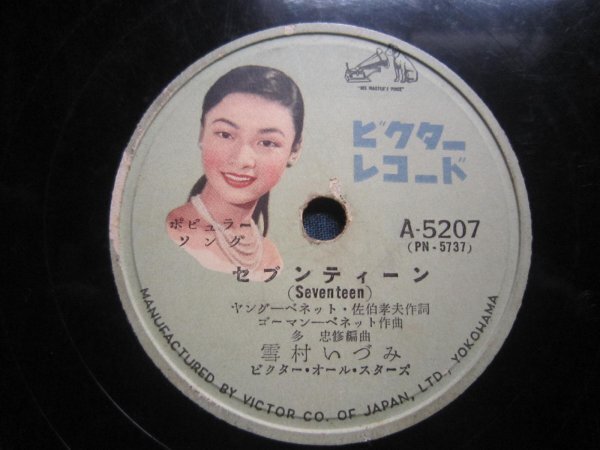 "HIS MASTER'S VOICE"
ビクター
レコード
ポピュラー
ソング
A-5207
(PN-5737)
セブンティーン
(Seventeen)
ヤング－ベネット・佐伯孝夫作詞
ゴーマン－ベネット作曲
多 忠修編曲
雪村いづみ
ビクター・オール・スターズ
MANUFACTURED BY VICTOR CO. OF JAPAN, LTD., YOKOHAMA